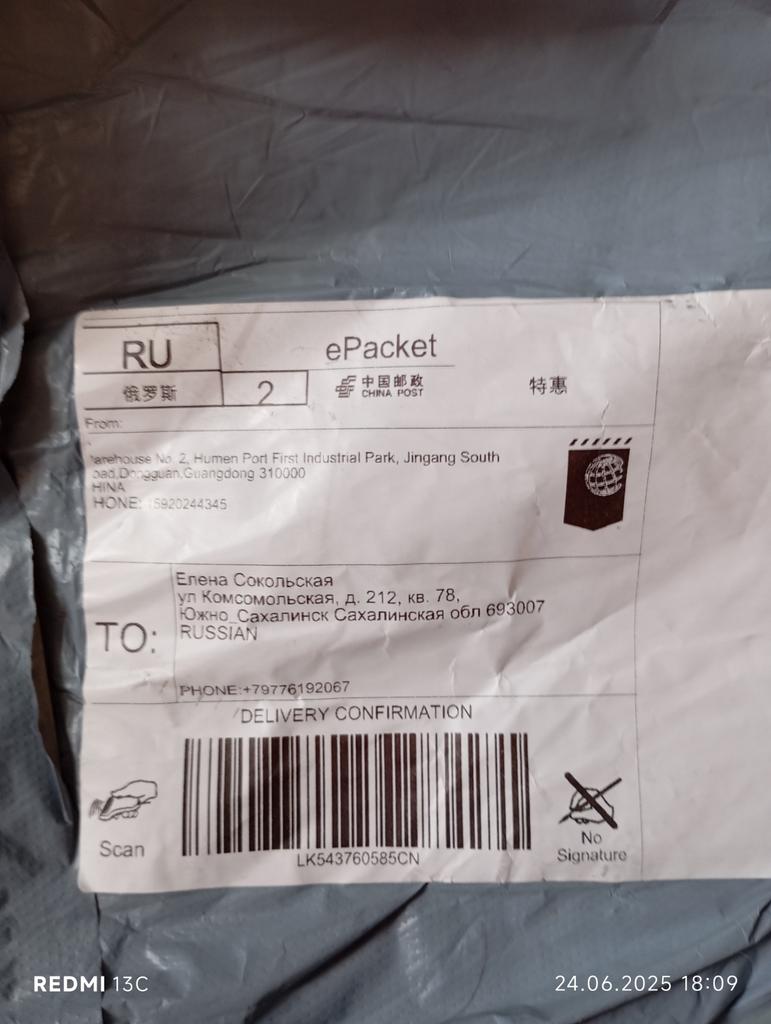 RU
ePacket
俄罗斯
2
中国邮政
CHINA POST
特惠
From:
arehouse No. 2, Humen Port First Industrial Park, Jingang South
oad,Dongguan,Guangdong 310000
HINA
HONE: 15920244345
TO:
Елена Сокольская
ул Комсомольская, д. 212, кв. 78,
Южно_Сахалинск Сахалинская обл 693007
RUSSIAN
PHONE:+79776192067
DELIVERY CONFIRMATION
Scan
LK543760585CN
No
Signature
REDMI 13C
24.06.2025 18:09